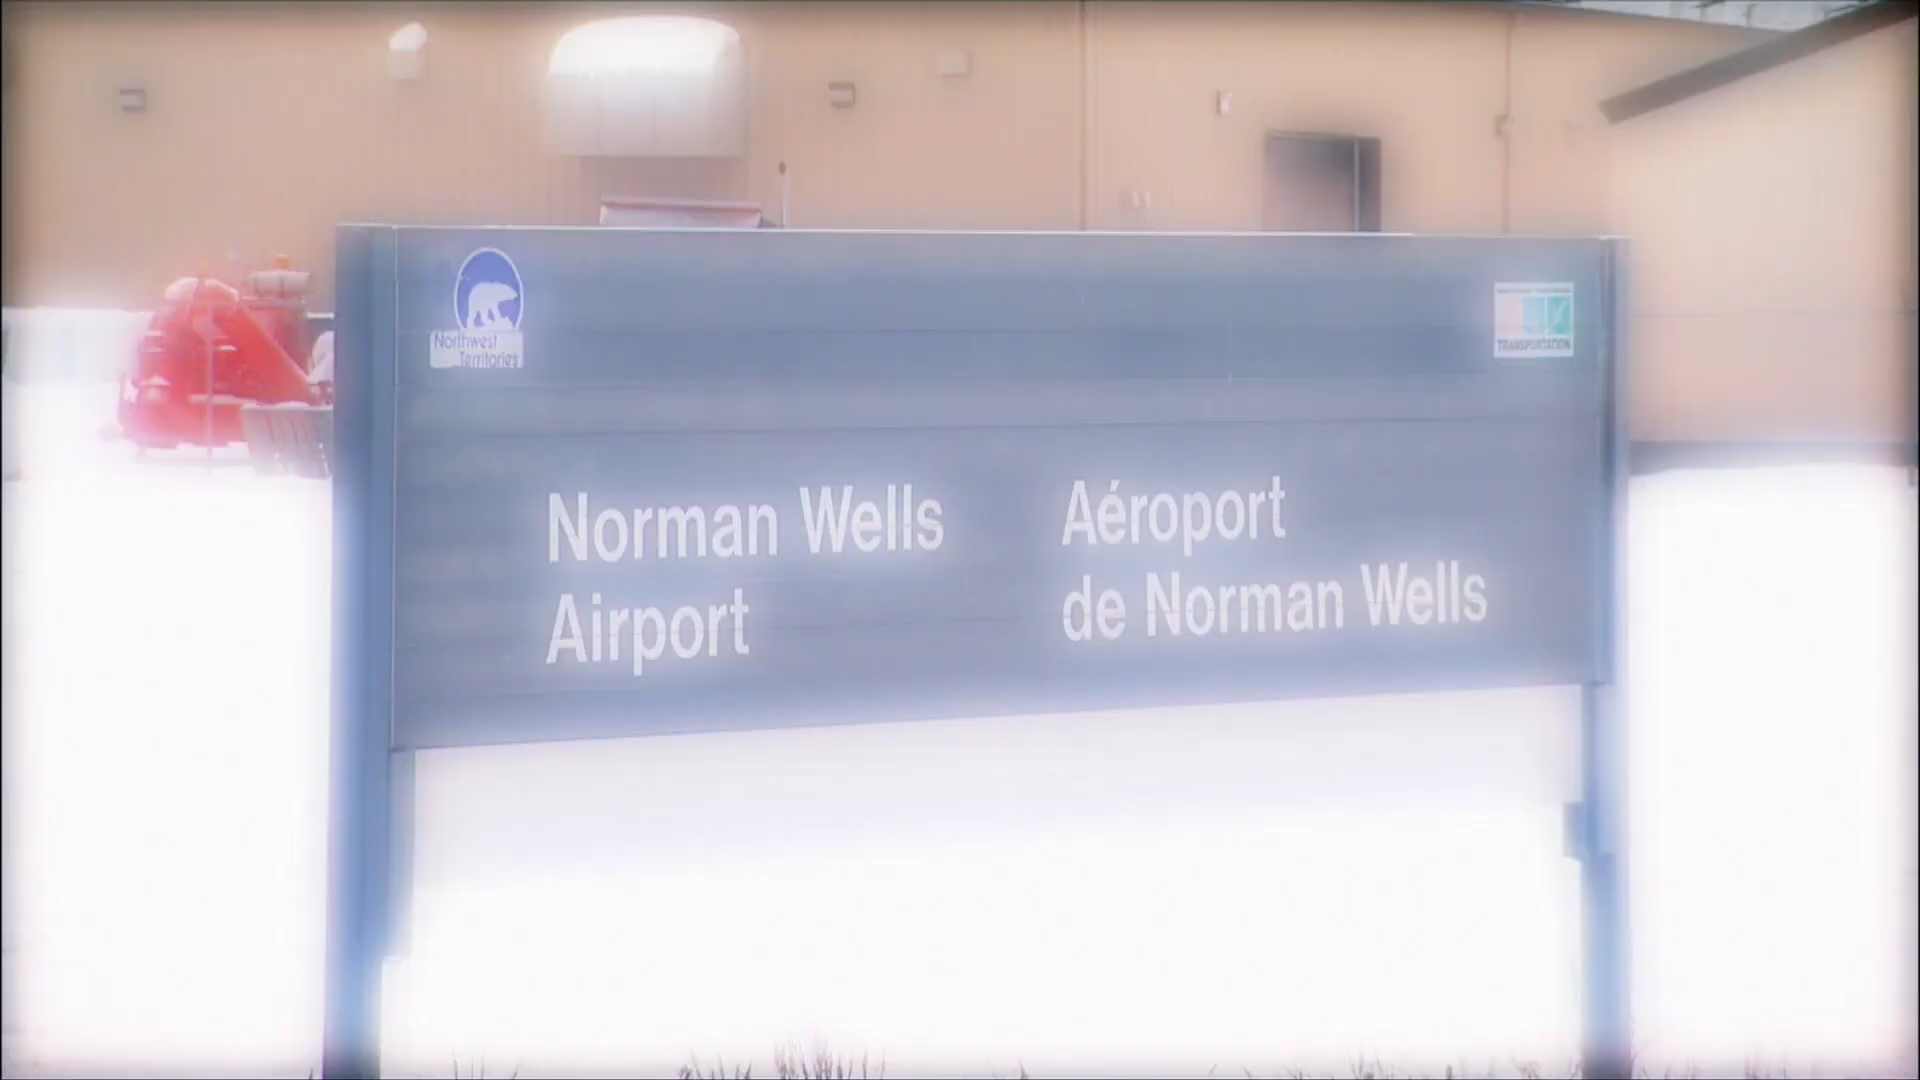 Northwest
Territories
TRANSPORTATION
Norman Wells
Airport
Aéroport
de Norman Wells